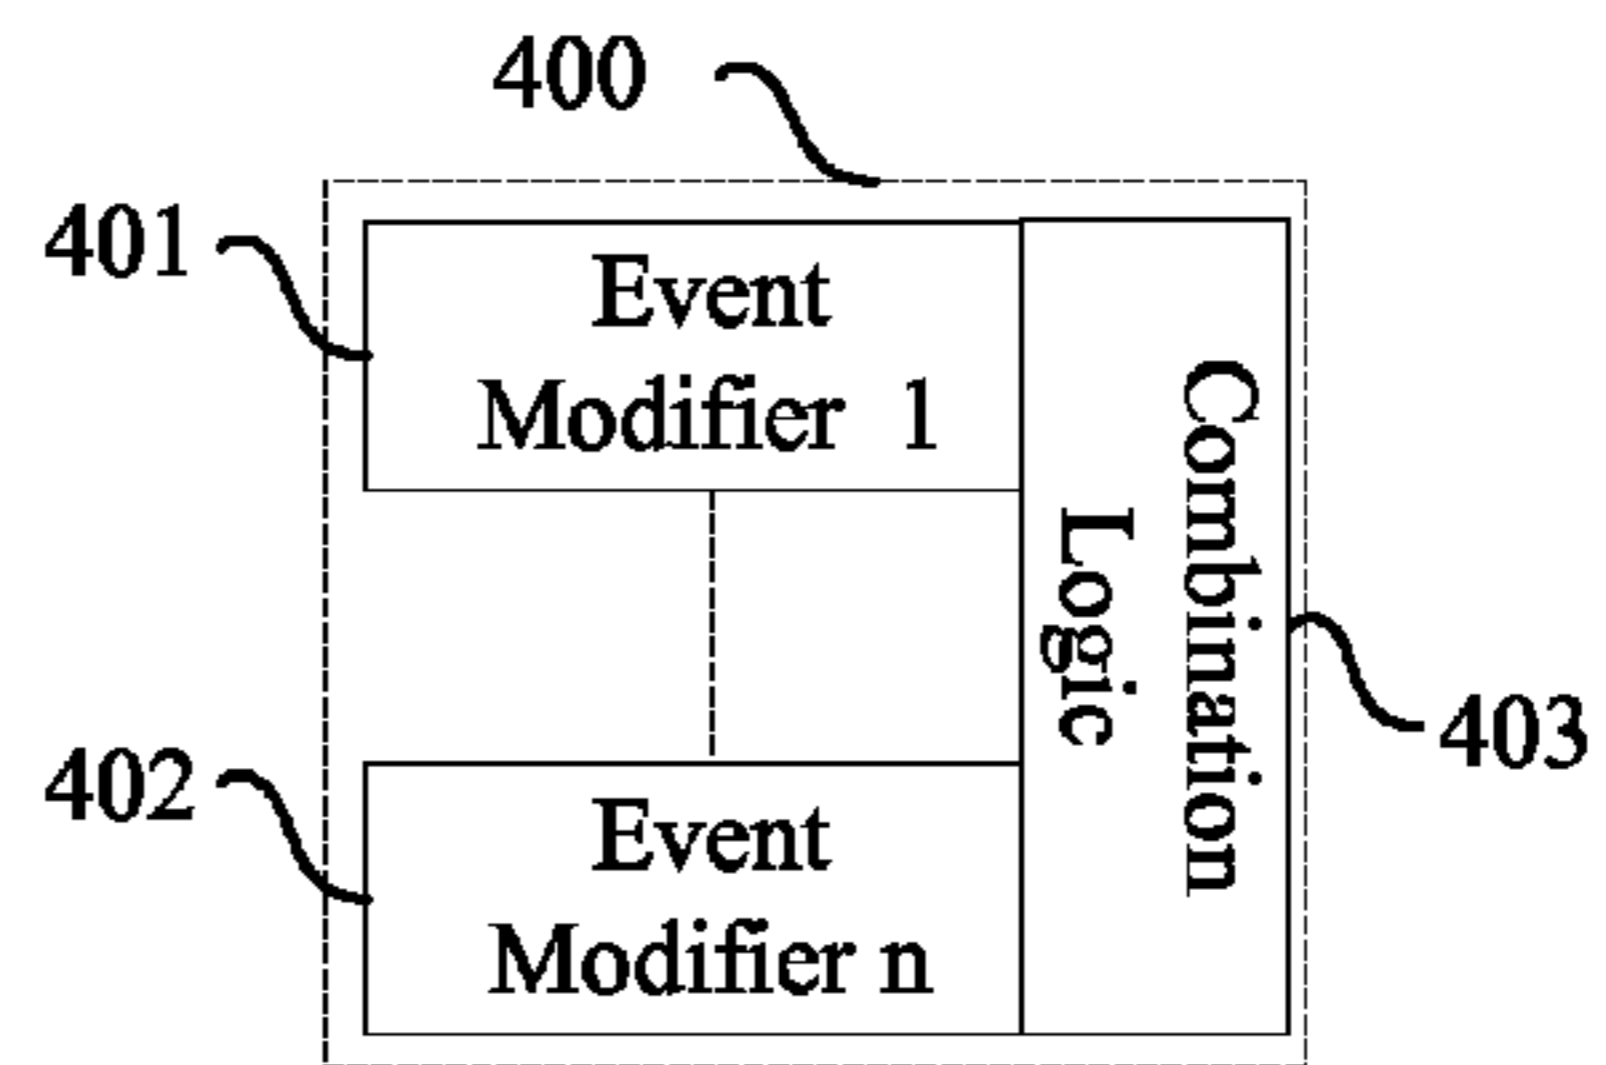 400
401
Event
Modifier 1
Combination
Logic
403
402
Event
Modifier n